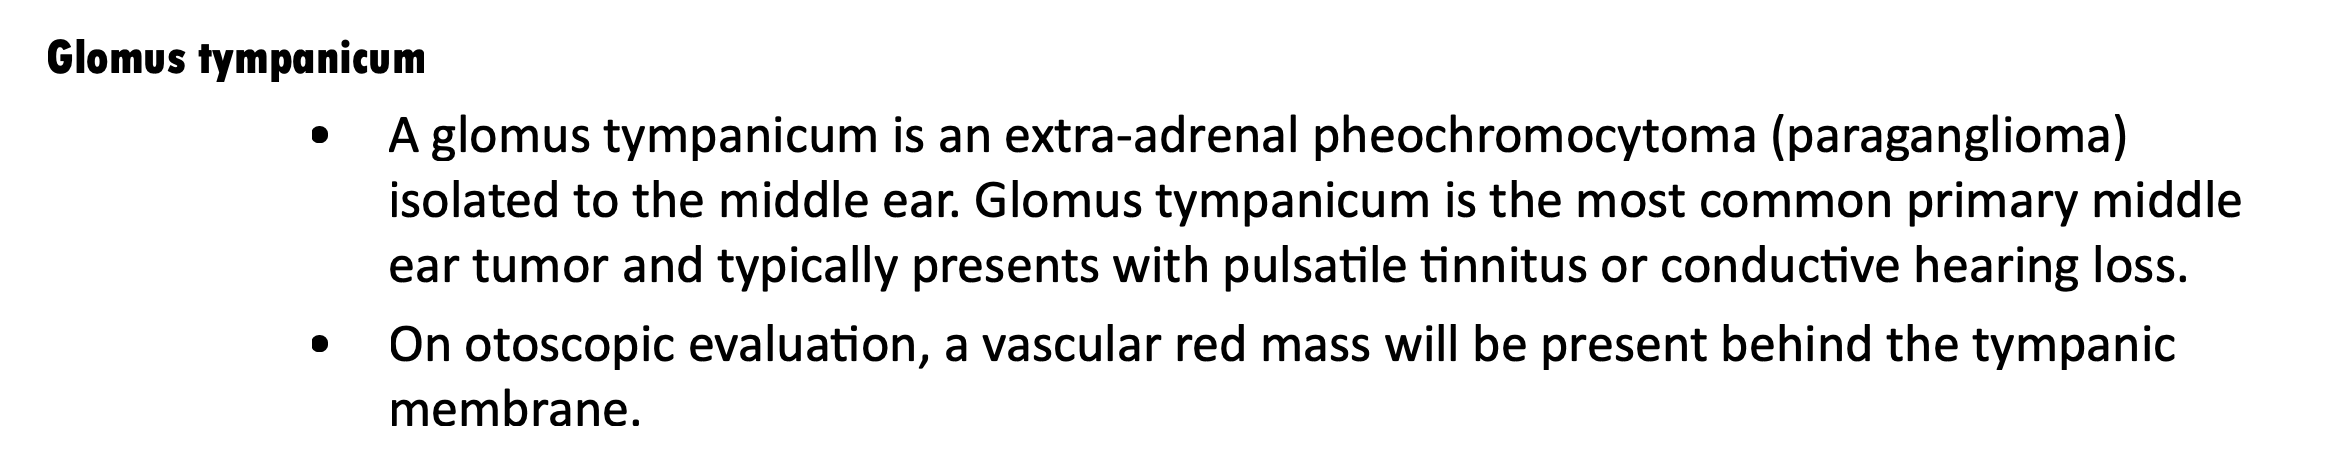 Glomus tympanicum
• A glomus tympanicum is an extra-adrenal pheochromocytoma (paraganglioma)
isolated to the middle ear. Glomus tympanicum is the most common primary middle
ear tumor and typically presents with pulsatile tinnitus or conductive hearing loss.
• On otoscopic evaluation, a vascular red mass will be present behind the tympanic
membrane.